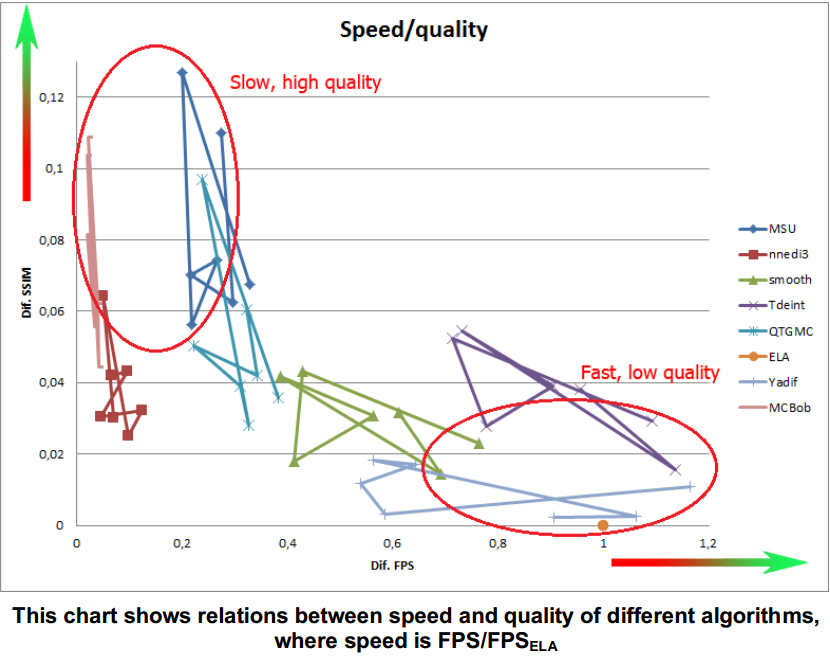 Speed/quality
Slow, high quality
0,12
0,1
0,08
0,06
0,04
0,02
0
Dif. SSIM
Fast, low quality
0
0,2
0,4
0,6
0,8
1
1,2
Dif. FPS
MSU
nnedi3
smooth
Tdeint
QTGMC
ELA
Yadif
MCBob
This chart shows relations between speed and quality of different algorithms,
where speed is FPS/FPSELA